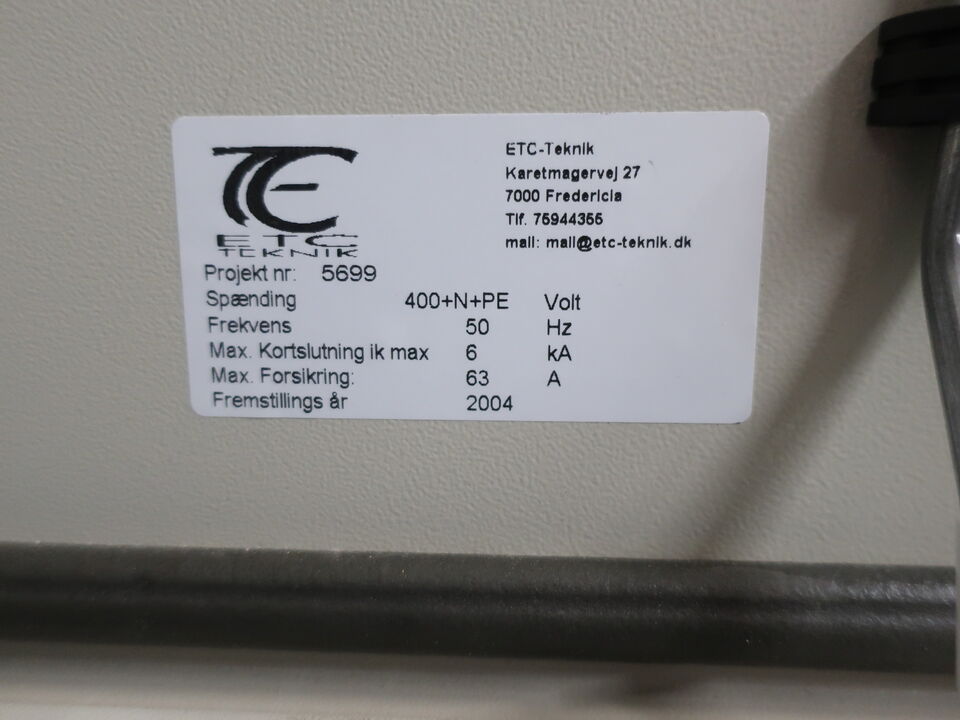 ETC
TEKNIK
ETC-Teknik
Karetmagervej 27
7000 Fredericia
Tlf. 75944355
mail: mail@etc-teknik.dk
Projekt nr: 5699
Spænding 400+N+PE Volt
Frekvens 50 Hz
Max. Kortslutning ik max 6 kA
Max. Forsikring: 63 A
Fremstillings år 2004